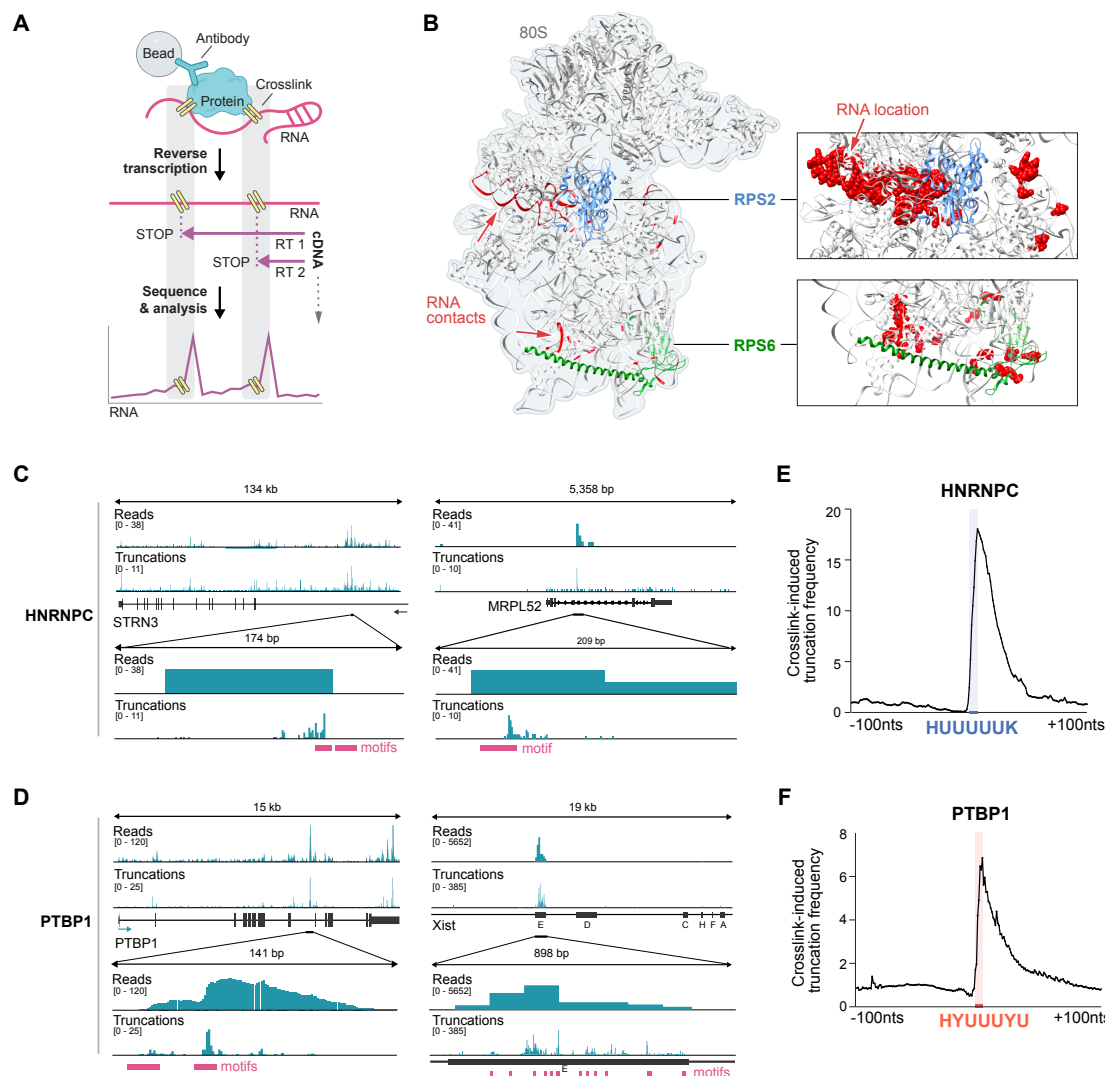 A
Bead
Antibody
Protein
Crosslink
RNA
Reverse
transcription
RNA
STOP
RT 1
STOP
RT 2
cDNA
Sequence
& analysis
RNA
B
80S
RNA
contacts
RPS2
RPS6
RNA location
C
HNRNPC
134 kb
Reads
[0 - 38]
Truncations
[0 - 11]
STRN3
174 bp
Reads
[0 - 38]
Truncations
[0 - 11]
motifs
5,358 bp
Reads
[0 - 41]
Truncations
[0 - 10]
MRPL52
209 bp
Reads
[0 - 41]
Truncations
[0 - 10]
motif
D
PTBP1
15 kb
Reads
[0 - 120]
Truncations
[0 - 25]
PTBP1
141 bp
Reads
[0 - 120]
Truncations
[0 - 25]
motifs
19 kb
Reads
[0 - 5652]
Truncations
[0 - 385]
Xist
E D C H F A
898 bp
Reads
[0 - 5652]
Truncations
[0 - 385]
E
motifs
E
HNRNPC
Crosslink-induced
truncation frequency
20
15
10
5
0
-100nts
+100nts
HUUUUUK
F
PTBP1
Crosslink-induced
truncation frequency
8
6
4
2
0
-100nts
+100nts
HYUUUYU